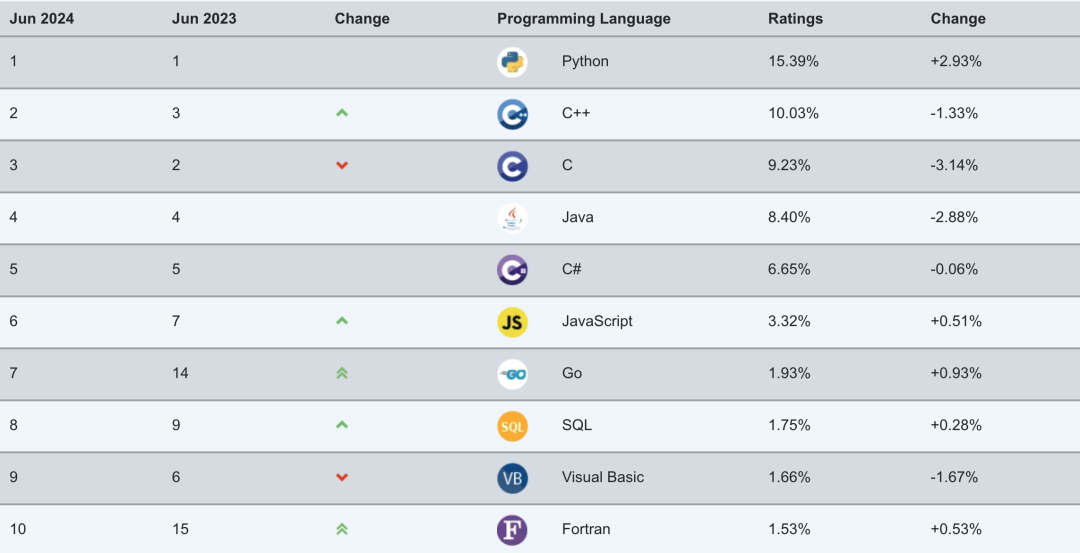 Jun 2024 Jun 2023 Change Programming Language Ratings Change
1 1 Python 15.39% +2.93%
2 3 C++ 10.03% -1.33%
3 2 C 9.23% -3.14%
4 4 Java 8.40% -2.88%
5 5 C# 6.65% -0.06%
6 7 JS JavaScript 3.32% +0.51%
7 14 GO Go 1.93% +0.93%
8 9 SQL SQL 1.75% +0.28%
9 6 VB Visual Basic 1.66% -1.67%
10 15 F Fortran 1.53% +0.53%